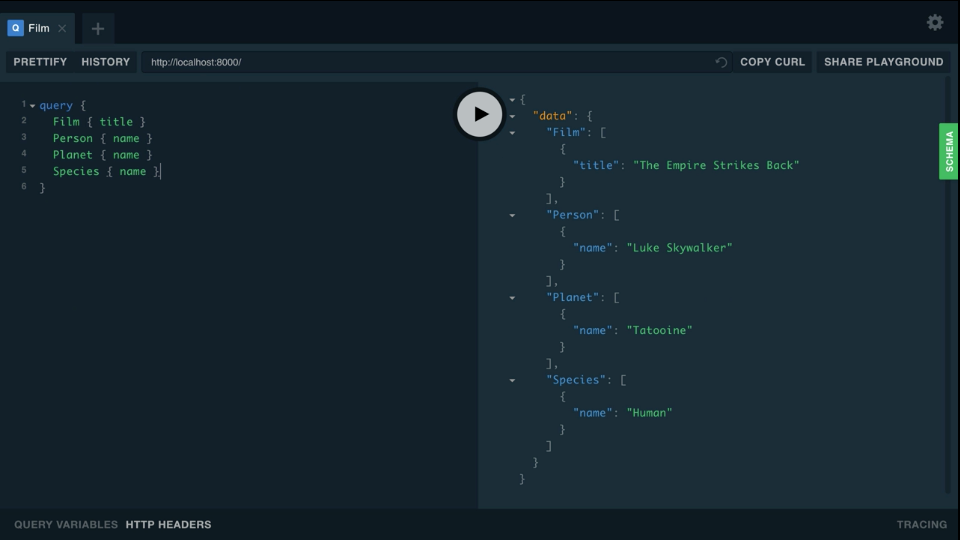 Q Film
PRETTIFY HISTORY http://localhost:8000/ COPY CURL SHARE PLAYGROUND
1 query {
2 Film { title }
3 Person { name }
4 Planet { name }
5 Species { name }
6 }
{
"data": {
"Film": [
{
"title": "The Empire Strikes Back"
}
],
"Person": [
{
"name": "Luke Skywalker"
}
],
"Planet": [
{
"name": "Tatooine"
}
],
"Species": [
{
"name": "Human"
}
]
}
}
SCHEMA
QUERY VARIABLES HTTP HEADERS TRACING